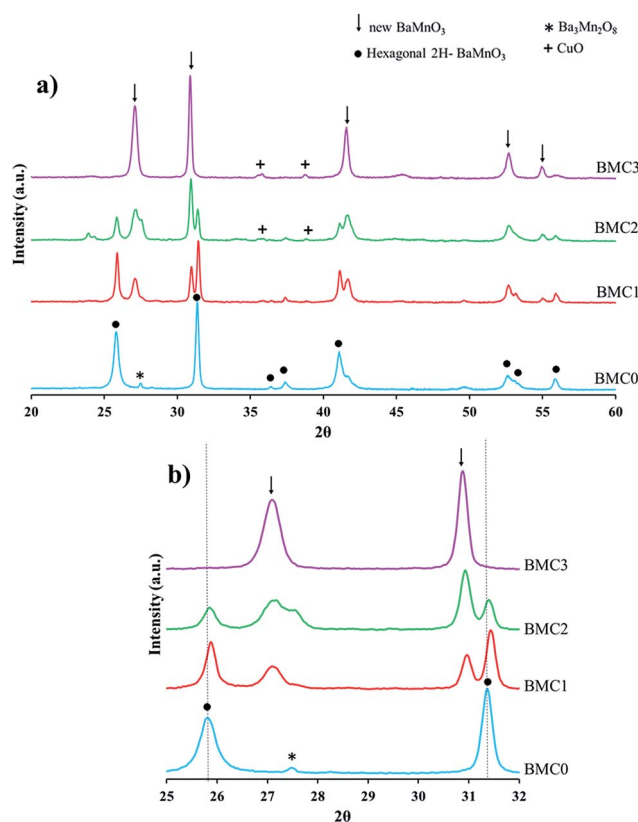 ↓ new BaMnO₃ * Ba₃Mn₂O₈
● Hexagonal 2H- BaMnO₃ + CuO
a)
Intensity (a.u.)
BMC3
+ +
BMC2
+ +
BMC1
BMC0
*
20 25 30 35 40 45 50 55 60
2θ
b)
Intensity (a.u.)
BMC3
BMC2
BMC1
BMC0
*
25 26 27 28 29 30 31 32
2θ